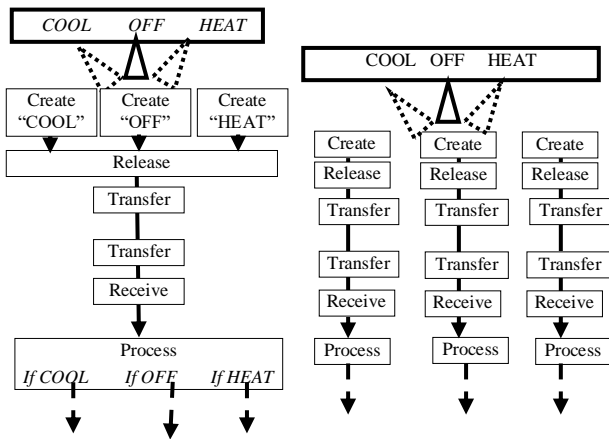 COOL OFF HEAT
Create Create Create
“COOL” “OFF” “HEAT”
Release
Transfer
Transfer
Receive
Process
If COOL If OFF If HEAT
COOL OFF HEAT
Create Create Create
Release Release Release
Transfer Transfer Transfer
Transfer Transfer Transfer
Receive Receive Receive
Process Process Process